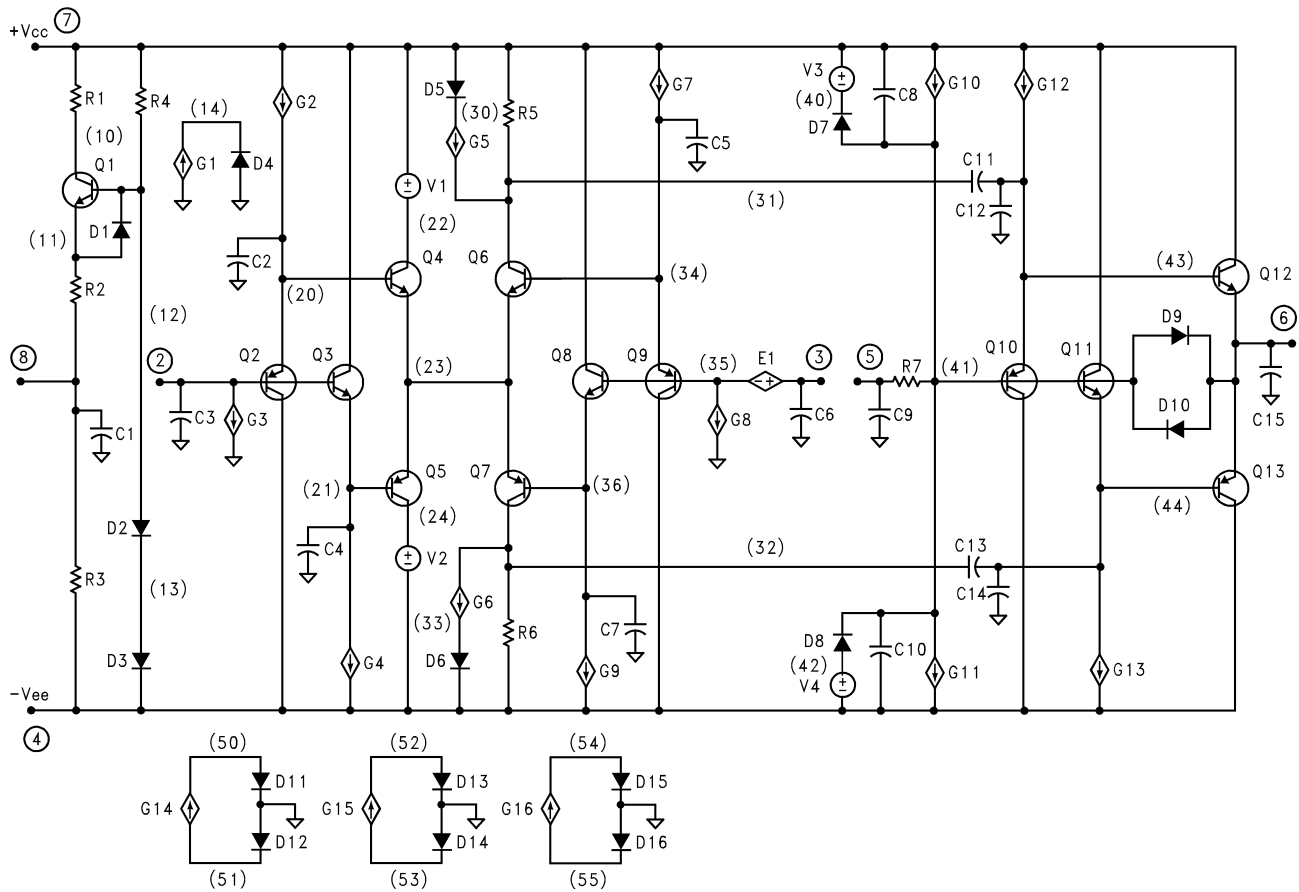 +Vcc 7
R1 R4 (14) G2 D5 (30) R5 G7 V3 (40) C8 G10 G12
(10) Q1 G1 D4 G5 C5 D7 C11
V1 (31) C12
(11) D1 C2 (22)
Q4 Q6 (34) (43) Q12
R2 (20)
(12) D9 6
8 2 Q2 Q3 (23) Q8 Q9 (35) E1 3 5 R7 (41) Q10 Q11
C1 C3 G3 G8 C6 C9 D10 C15
(21) Q5 Q7 (36) Q13
(24) (44)
D2 C4 V2 (32) C13
R3 (13) G6 C14
(33) R6 C7 D8 C10
D3 G4 D6 G9 (42) G11 G13
-Vee V4
4
(50) (52) (54)
D11 D13 D15
G14 G15 G16
D12 D14 D16
(51) (53) (55)